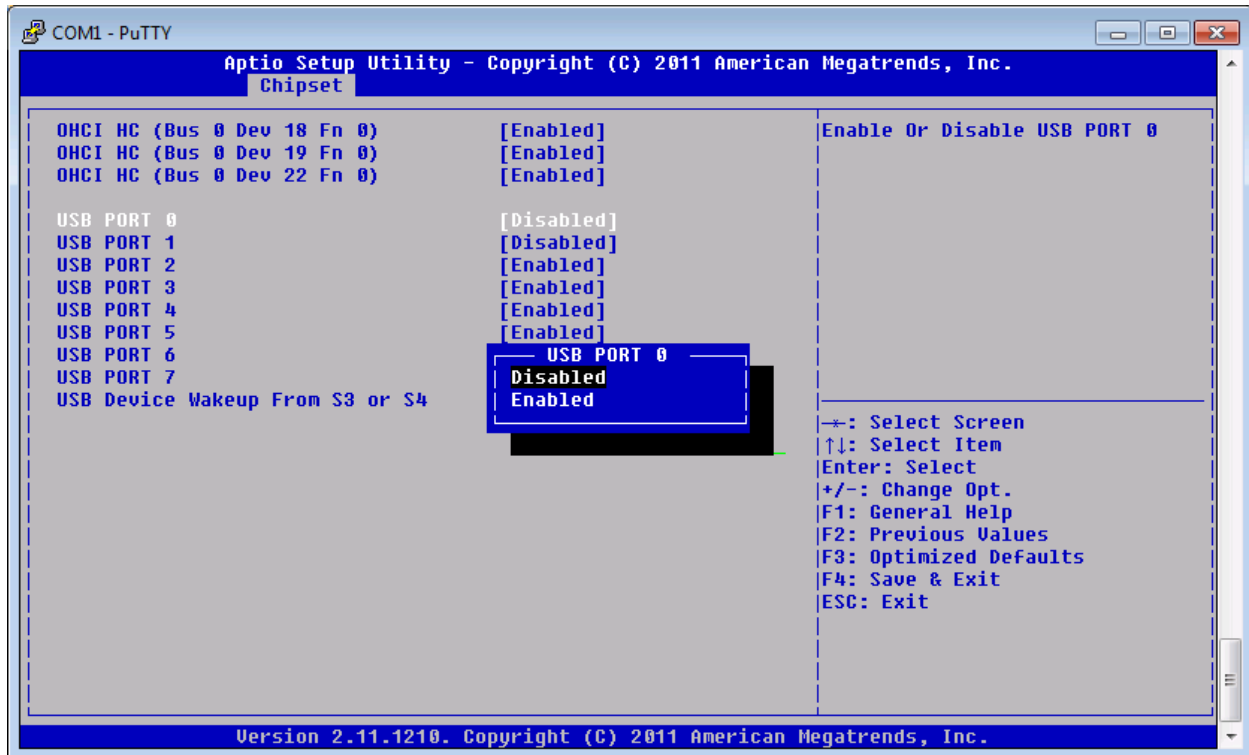 COM1 - PuTTY
Aptio Setup Utility - Copyright (C) 2011 American Megatrends, Inc.
Chipset
OHCI HC (Bus 0 Dev 18 Fn 0) [Enabled] Enable Or Disable USB PORT 0
OHCI HC (Bus 0 Dev 19 Fn 0) [Enabled]
OHCI HC (Bus 0 Dev 22 Fn 0) [Enabled]
USB PORT 0 [Disabled]
USB PORT 1 [Disabled]
USB PORT 2 [Enabled]
USB PORT 3 [Enabled]
USB PORT 4 [Enabled]
USB PORT 5 [Enabled]
USB PORT 6
USB PORT 7
USB Device Wakeup From S3 or S4
USB PORT 0
Disabled
Enabled
→←: Select Screen
↑↓: Select Item
Enter: Select
+/-: Change Opt.
F1: General Help
F2: Previous Values
F3: Optimized Defaults
F4: Save & Exit
ESC: Exit
Version 2.11.1210. Copyright (C) 2011 American Megatrends, Inc.